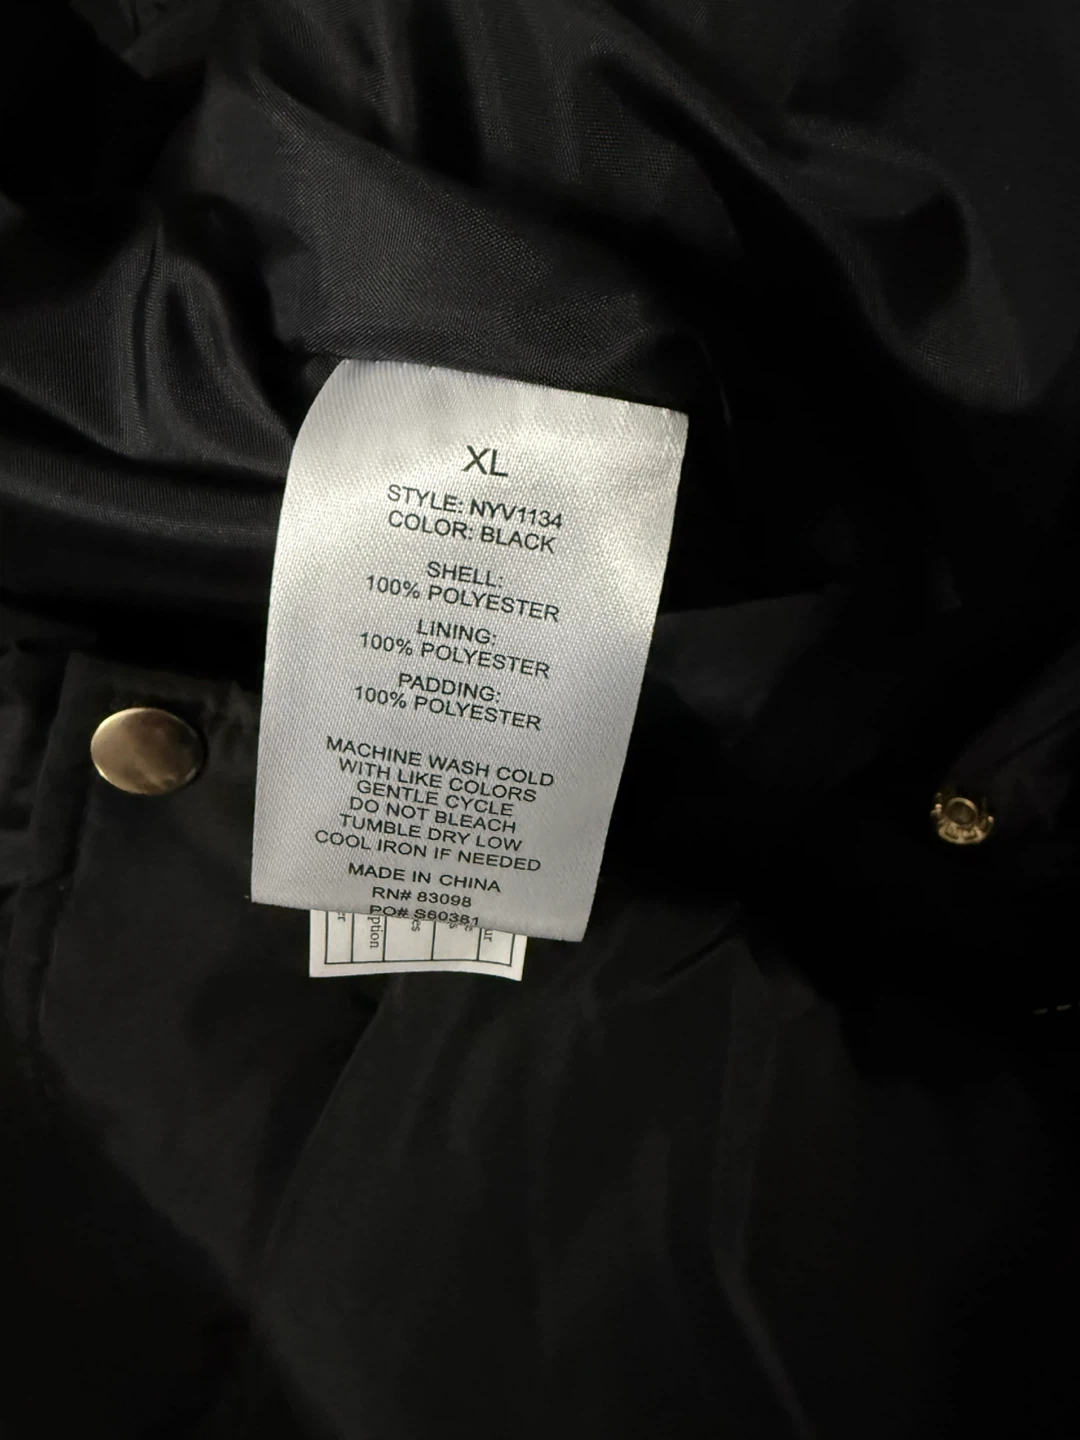 XL
STYLE: NYV1134
COLOR: BLACK
SHELL:
100% POLYESTER
LINING:
100% POLYESTER
PADDING:
100% POLYESTER
MACHINE WASH COLD
WITH LIKE COLORS
GENTLE CYCLE
DO NOT BLEACH
TUMBLE DRY LOW
COOL IRON IF NEEDED
MADE IN CHINA
RN# 83098
PO# S60381
ption